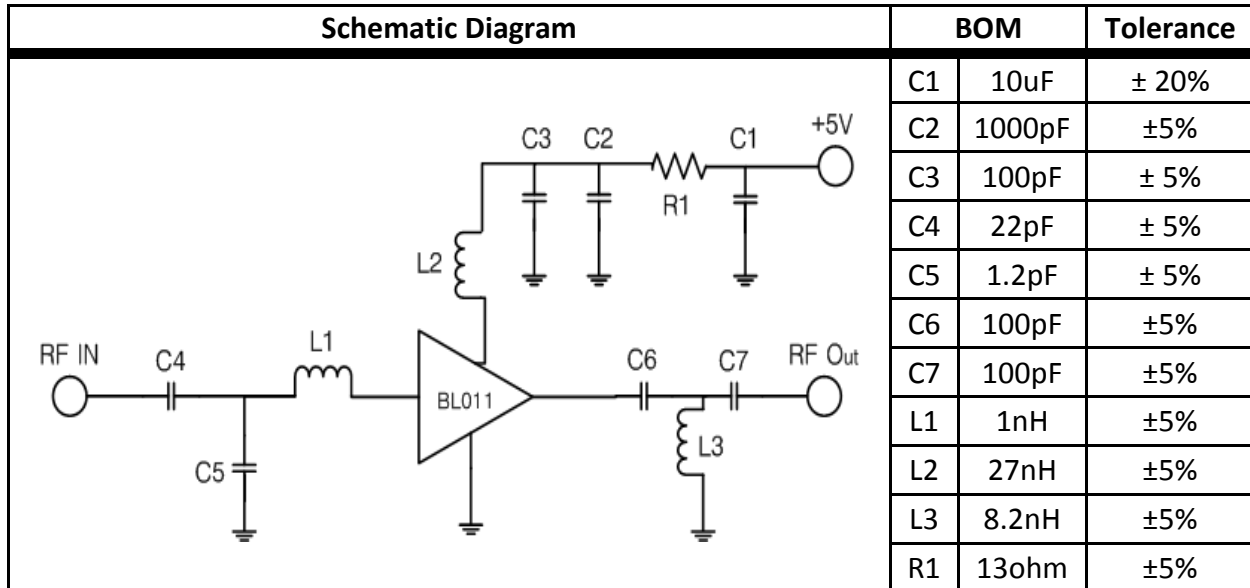 Schematic Diagram BOM Tolerance
C1 10uF ± 20%
C2 1000pF ±5%
C3 100pF ± 5%
C4 22pF ± 5%
C5 1.2pF ± 5%
C6 100pF ±5%
C7 100pF ±5%
L1 1nH ±5%
L2 27nH ±5%
L3 8.2nH ±5%
R1 13ohm ±5%
C3 C2 C1 +5V
R1
L2
RF IN C4 L1 C6 C7 RF Out
BL011
C5 L3